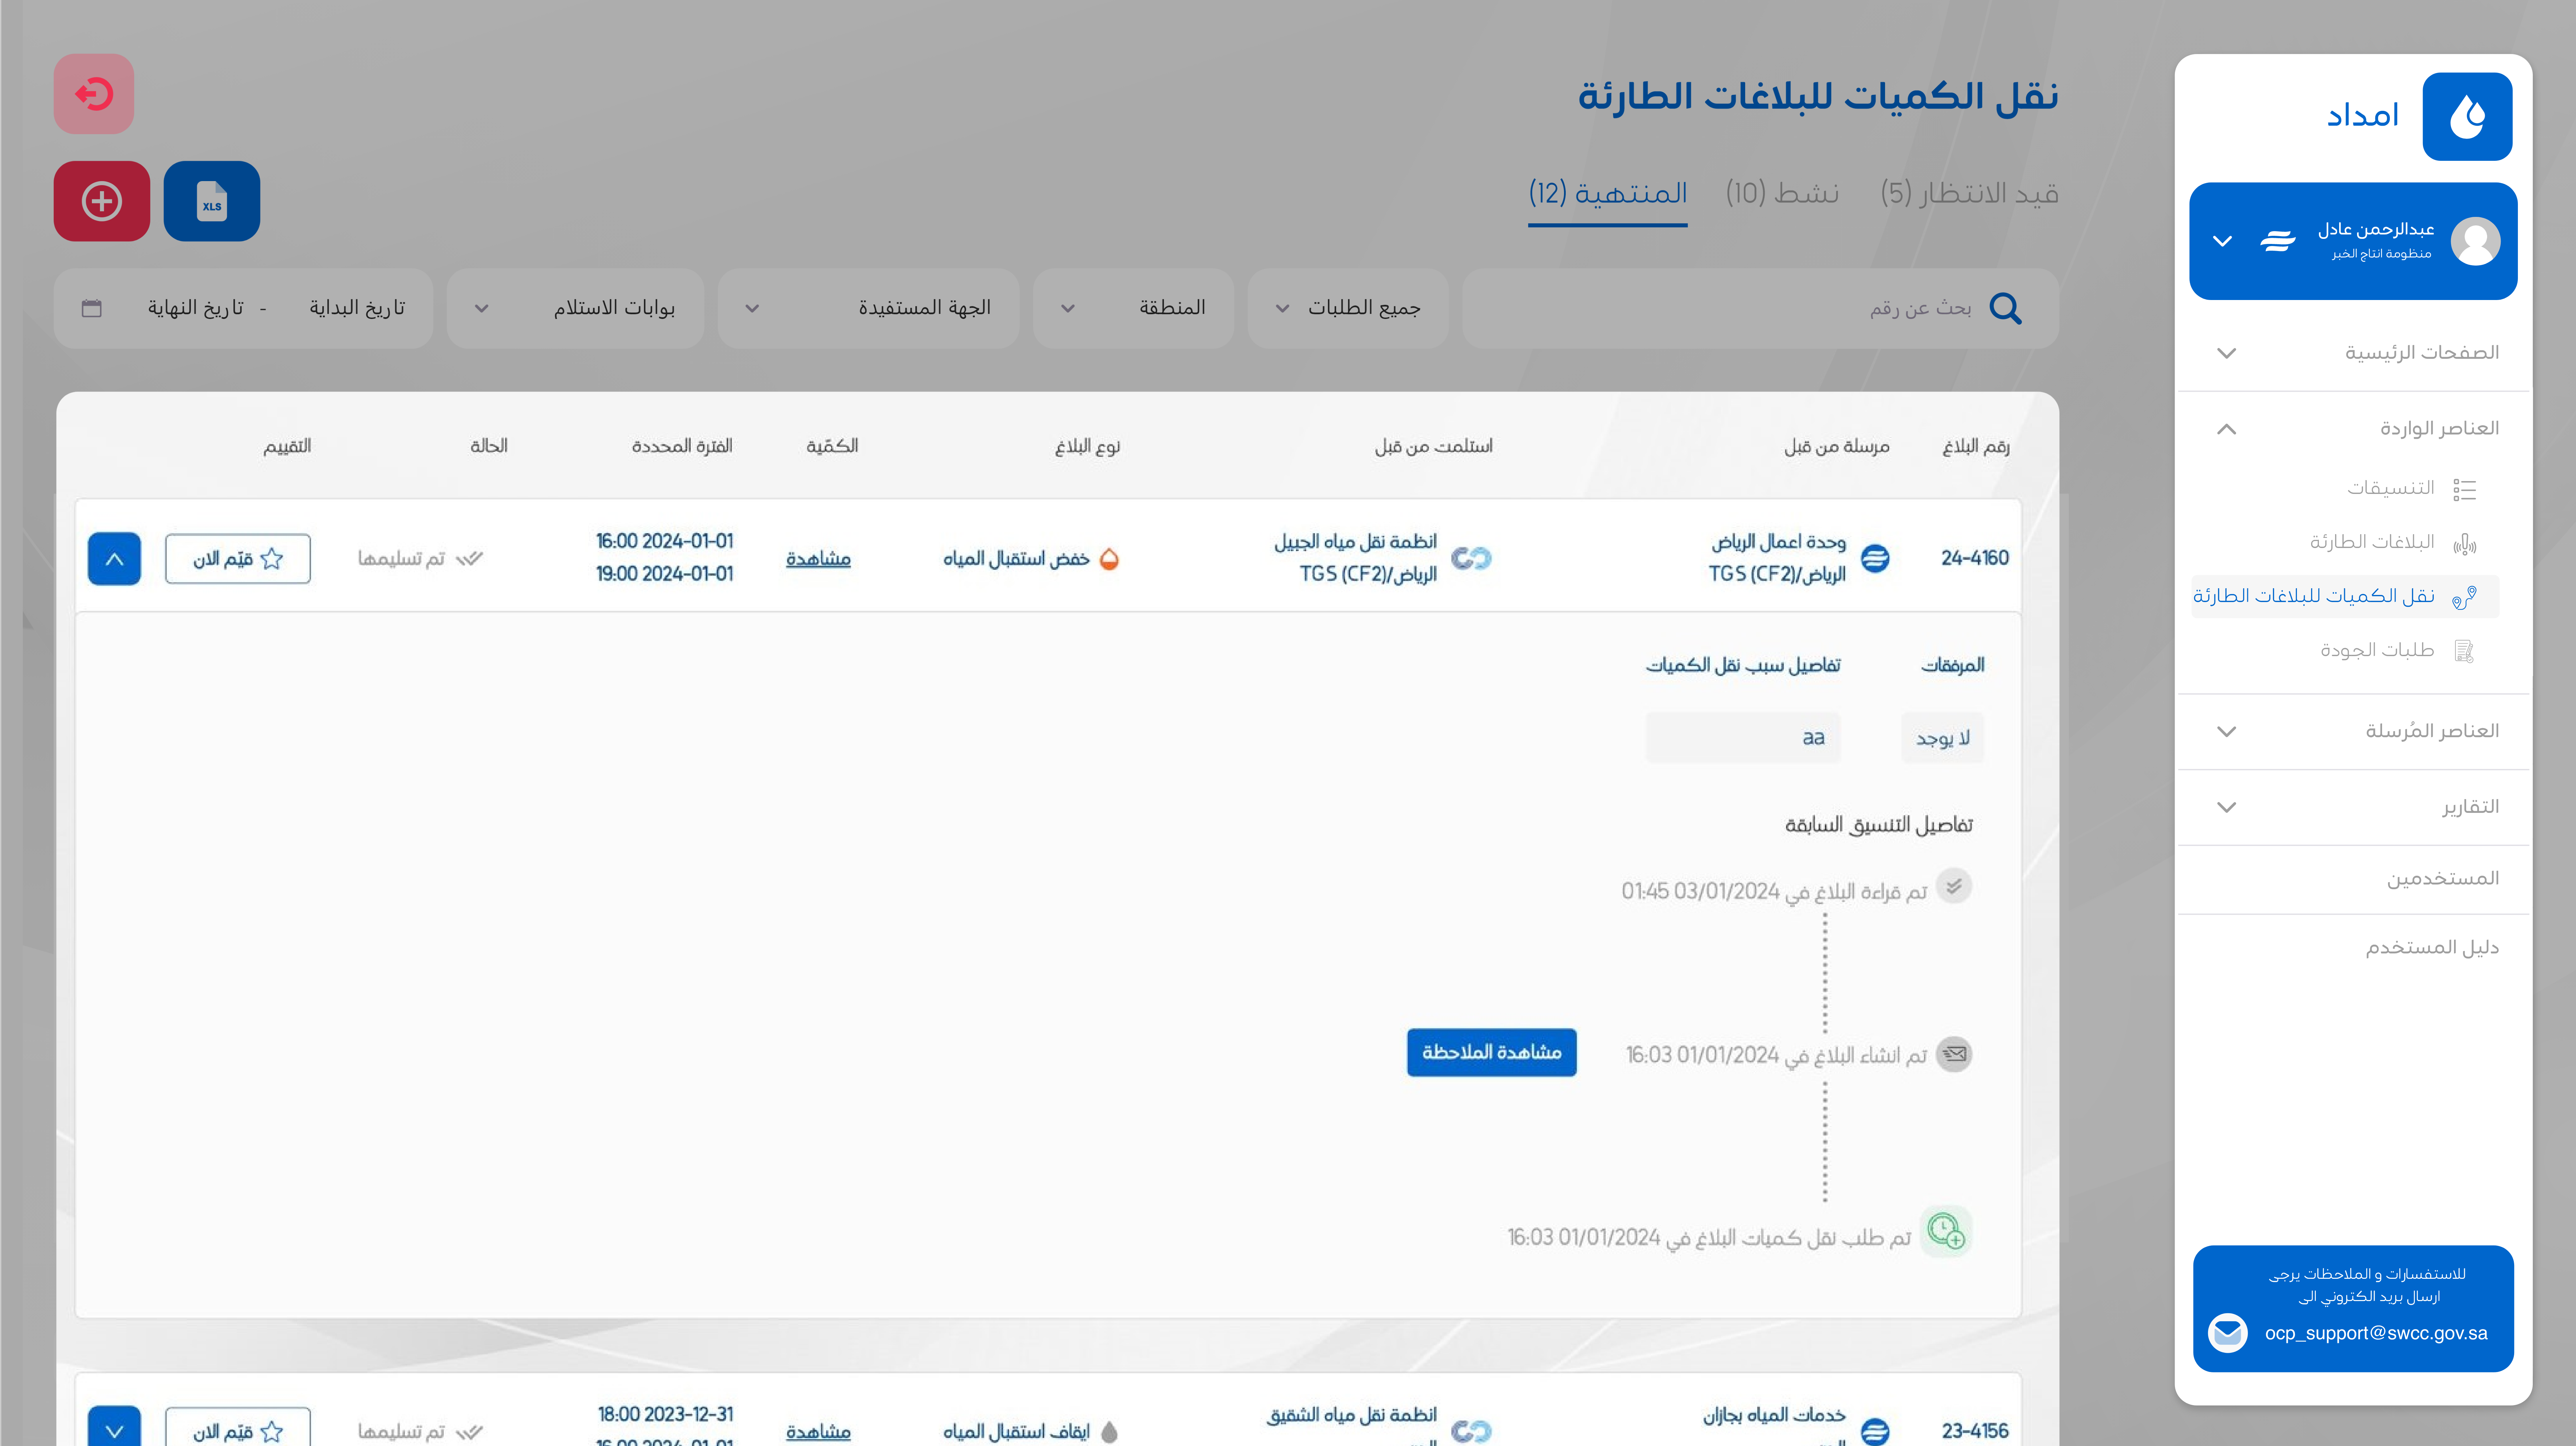 امداد
عبدالرحمن عادل
منظومة انتاج الخبر
الصفحات الرئيسية
العناصر الواردة
التنسيقات
البلاغات الطارئة
نقل الكميات للبلاغات الطارئة
طلبات الجودة
العناصر المُرسلة
التقارير
المستخدمين
دليل المستخدم
للاستفسارات و الملاحظات يرجى
ارسال بريد الكتروني الى
ocp_support@swcc.gov.sa
نقل الكميات للبلاغات الطارئة
قيد الانتظار (5) نشط (10) المنتهية (12)
XLS
بحث عن رقم جميع الطلبات المنطقة الجهة المستفيدة بوابات الاستلام تاريخ البداية - تاريخ النهاية
رقم البلاغ مرسلة من قبل استلمت من قبل نوع البلاغ الكمّية الفترة المحددة الحالة التقييم
24-4160
وحدة اعمال الرياض
الرياض/TGS (CF2)
انظمة نقل مياه الجبيل
الرياض/TGS (CF2)
خفض استقبال المياه
مشاهدة
16:00 2024-01-01
19:00 2024-01-01
تم تسليمها
قيّم الان
المرفقات تفاصيل سبب نقل الكميات
لا يوجد aa
تفاصيل التنسيق السابقة
تم قراءة البلاغ في 03/01/2024 01:45
تم انشاء البلاغ في 01/01/2024 16:03
مشاهدة الملاحظة
تم طلب نقل كميات البلاغ في 01/01/2024 16:03
23-4156
خدمات المياه بجازان
انظمة نقل مياه الشقيق
ايقاف استقبال المياه
مشاهدة
18:00 2023-12-31
16:00 2024-01-01
تم تسليمها
قيّم الان